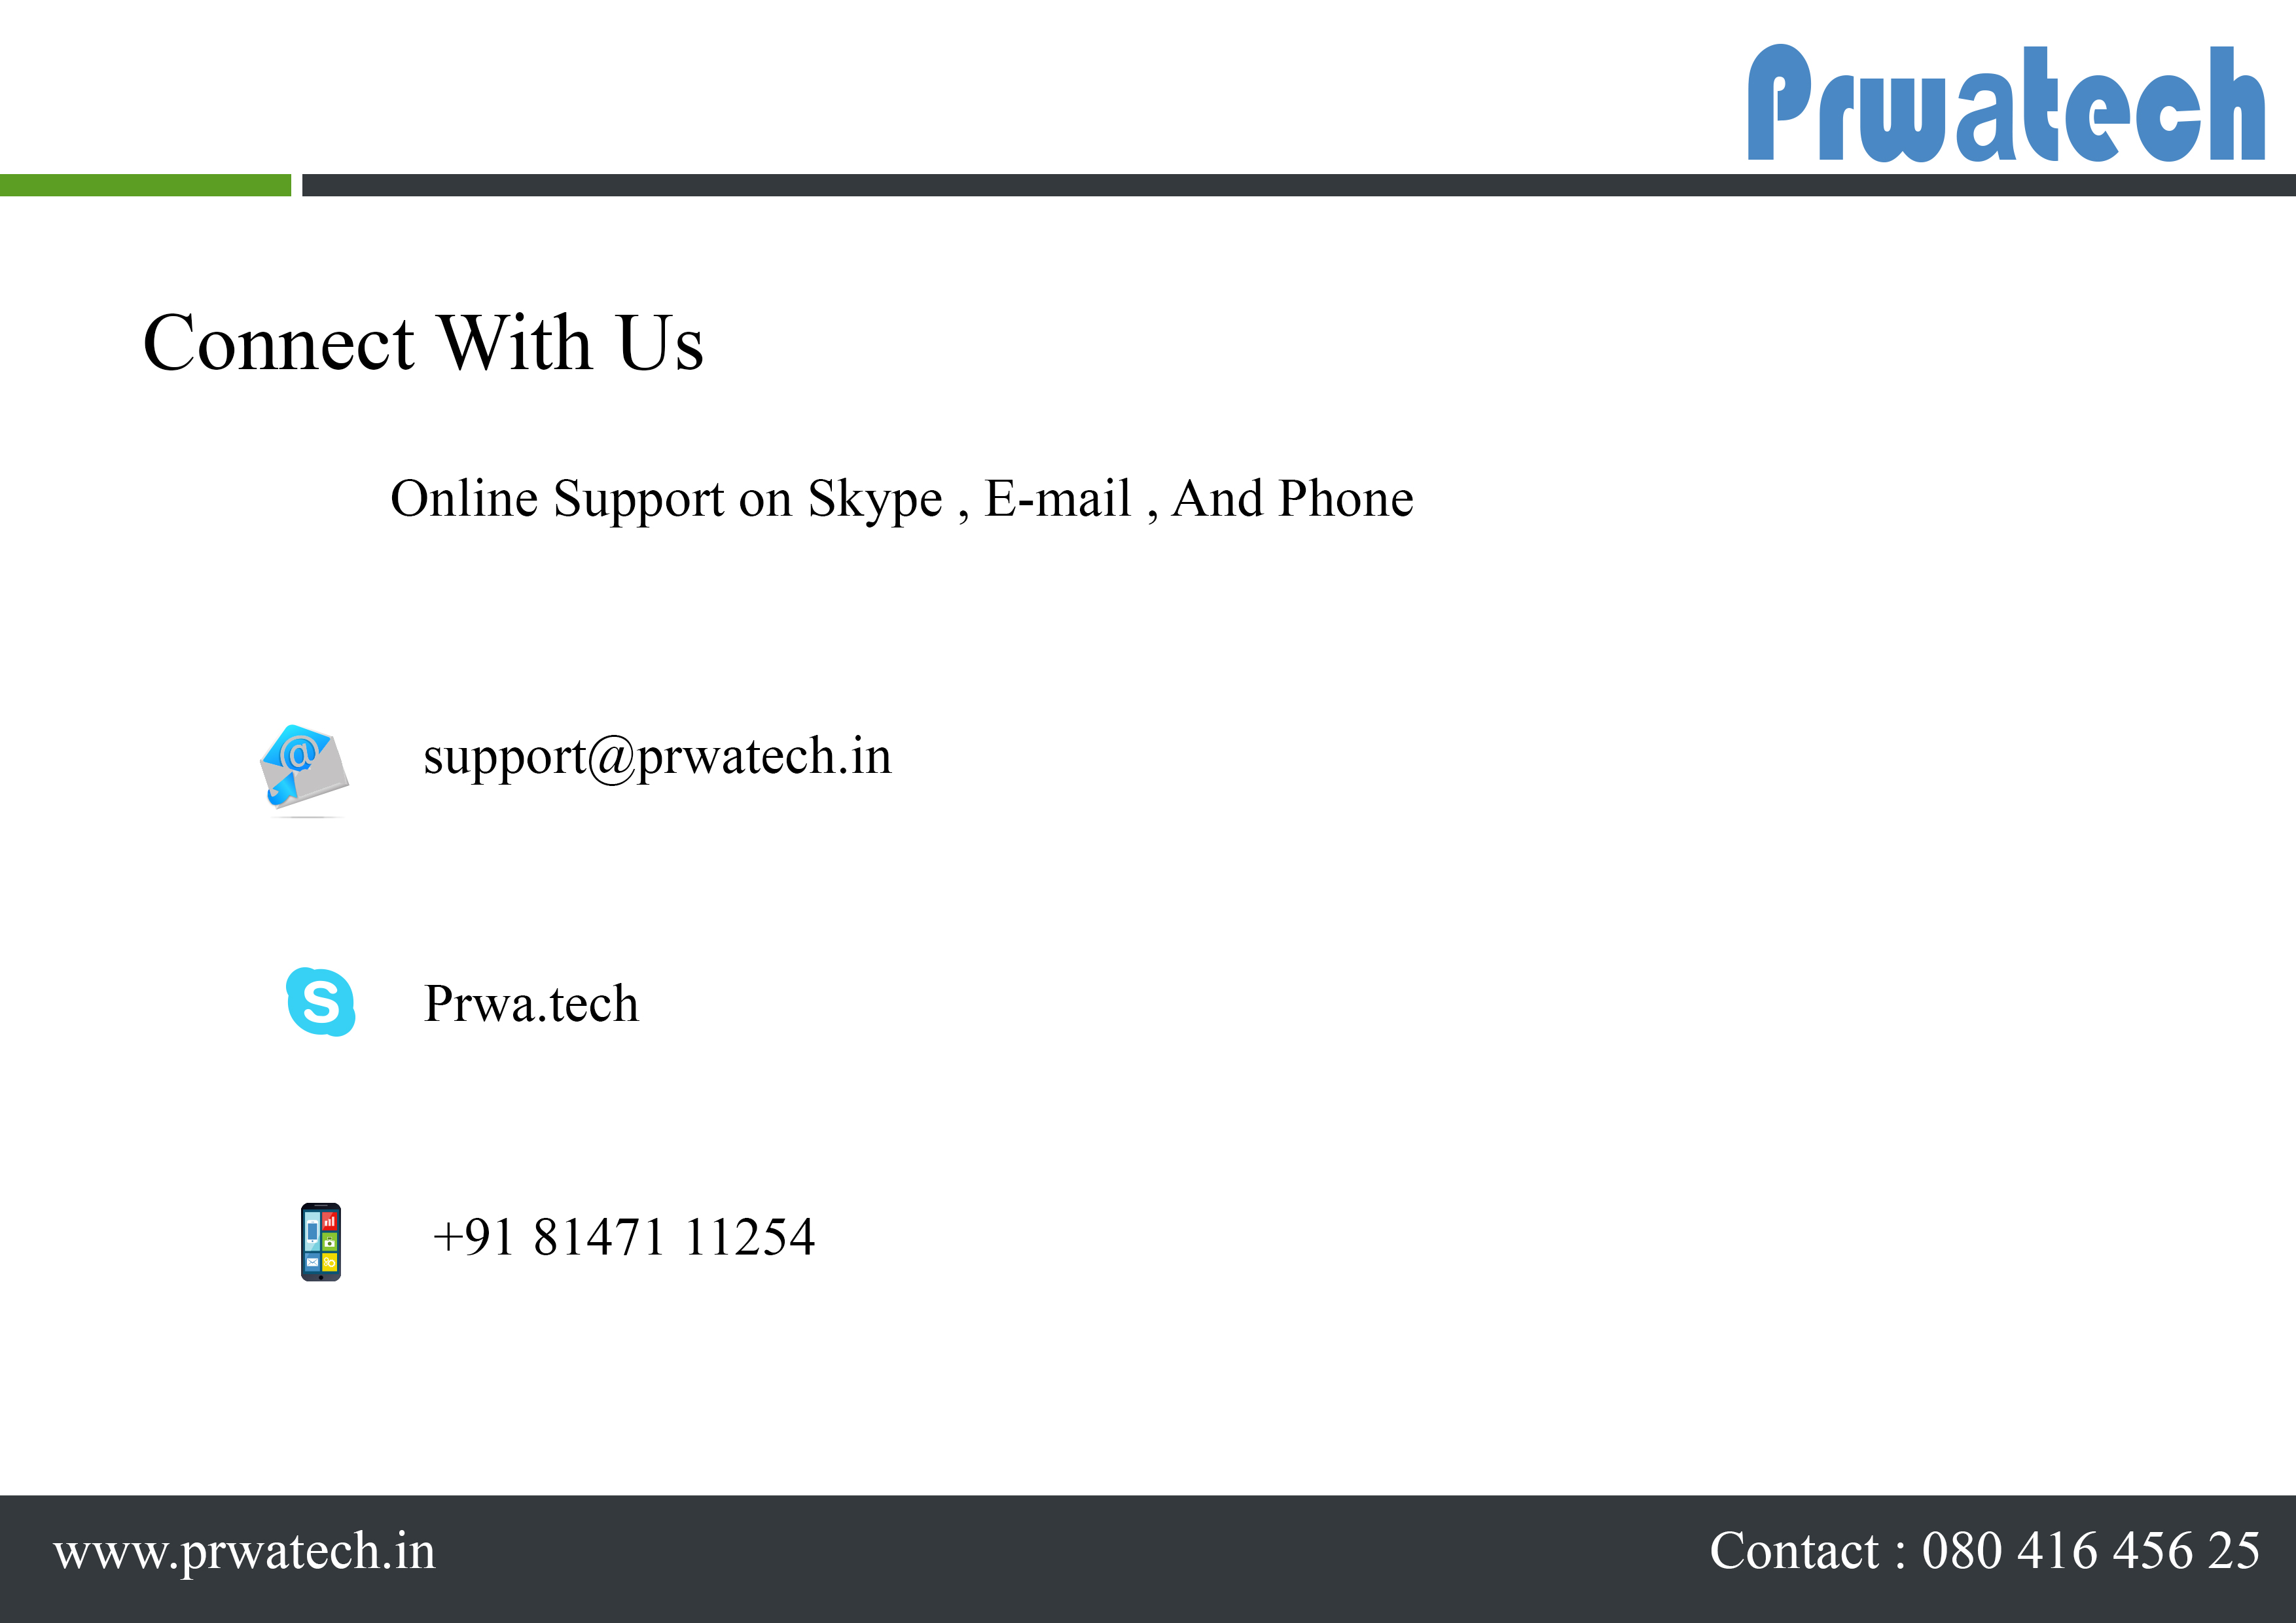 Prwatech
Connect With Us
Online Support on Skype , E-mail , And Phone
support@prwatech.in
Prwa.tech
+91 81471 11254
www.prwatech.in
Contact : 080 416 456 25